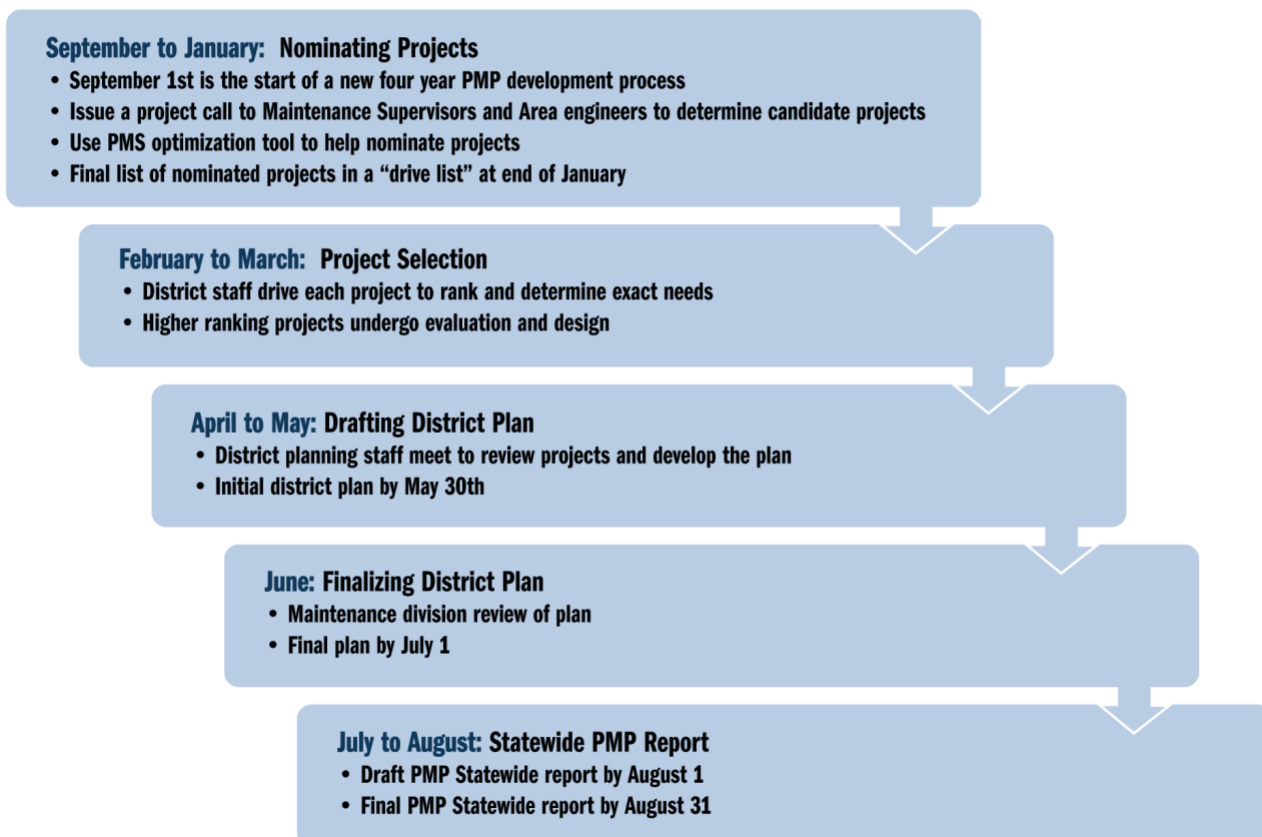 September to January: Nominating Projects
• September 1st is the start of a new four year PMP development process
• Issue a project call to Maintenance Supervisors and Area engineers to determine candidate projects
• Use PMS optimization tool to help nominate projects
• Final list of nominated projects in a “drive list” at end of January
February to March: Project Selection
• District staff drive each project to rank and determine exact needs
• Higher ranking projects undergo evaluation and design
April to May: Drafting District Plan
• District planning staff meet to review projects and develop the plan
• Initial district plan by May 30th
June: Finalizing District Plan
• Maintenance division review of plan
• Final plan by July 1
July to August: Statewide PMP Report
• Draft PMP Statewide report by August 1
• Final PMP Statewide report by August 31